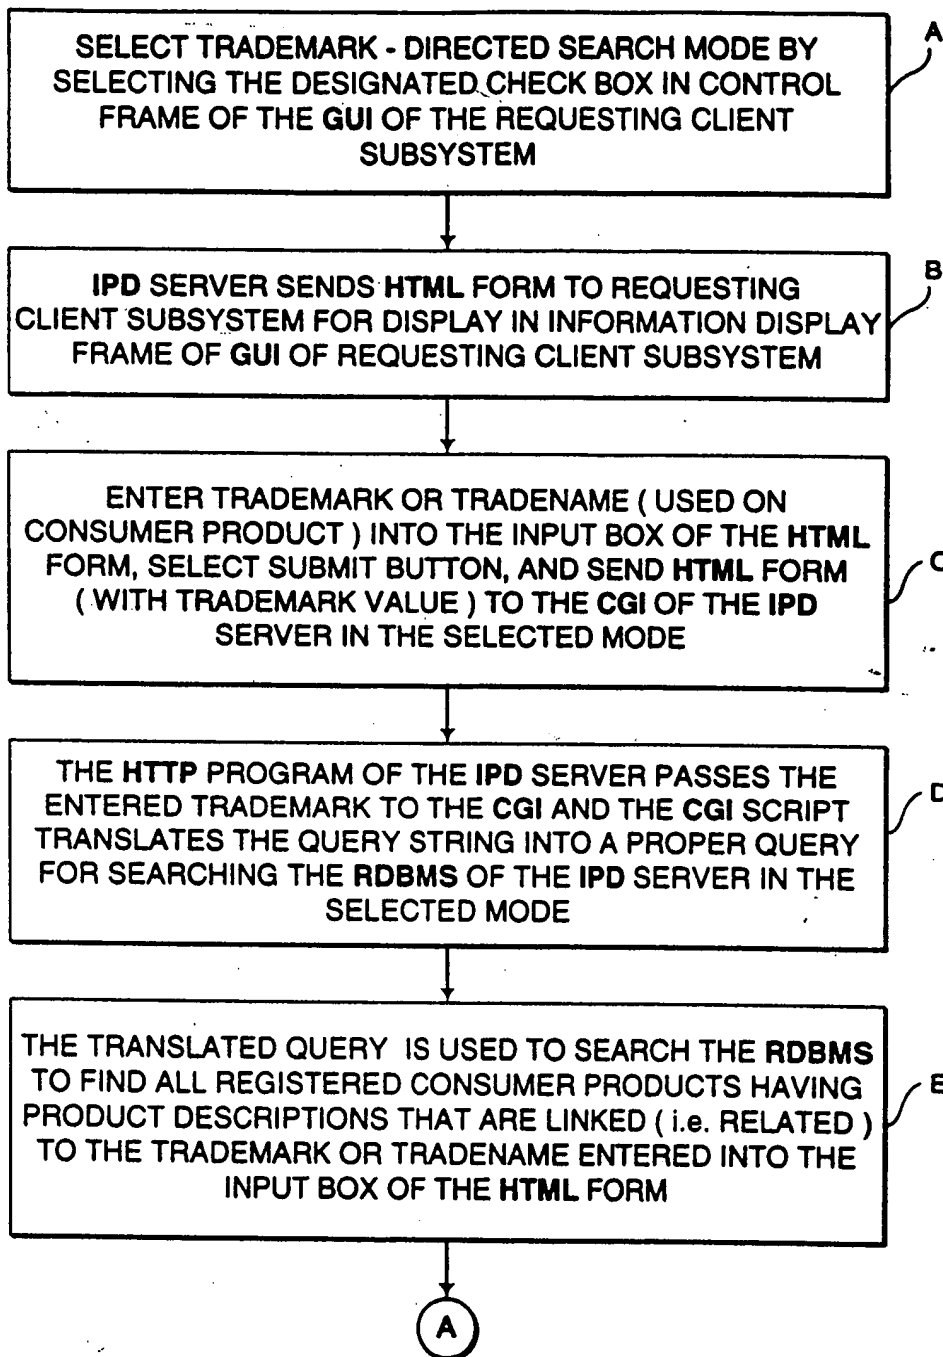 SELECT TRADEMARK - DIRECTED SEARCH MODE BY
SELECTING THE DESIGNATED CHECK BOX IN CONTROL
FRAME OF THE GUI OF THE REQUESTING CLIENT
SUBSYSTEM
A
IPD SERVER SENDS HTML FORM TO REQUESTING
CLIENT SUBSYSTEM FOR DISPLAY IN INFORMATION DISPLAY
FRAME OF GUI OF REQUESTING CLIENT SUBSYSTEM
B
ENTER TRADEMARK OR TRADENAME ( USED ON
CONSUMER PRODUCT ) INTO THE INPUT BOX OF THE HTML
FORM, SELECT SUBMIT BUTTON, AND SEND HTML FORM
( WITH TRADEMARK VALUE ) TO THE CGI OF THE IPD
SERVER IN THE SELECTED MODE
C
THE HTTP PROGRAM OF THE IPD SERVER PASSES THE
ENTERED TRADEMARK TO THE CGI AND THE CGI SCRIPT
TRANSLATES THE QUERY STRING INTO A PROPER QUERY
FOR SEARCHING THE RDBMS OF THE IPD SERVER IN THE
SELECTED MODE
D
THE TRANSLATED QUERY IS USED TO SEARCH THE RDBMS
TO FIND ALL REGISTERED CONSUMER PRODUCTS HAVING
PRODUCT DESCRIPTIONS THAT ARE LINKED ( i.e. RELATED )
TO THE TRADEMARK OR TRADENAME ENTERED INTO THE
INPUT BOX OF THE HTML FORM
E
A